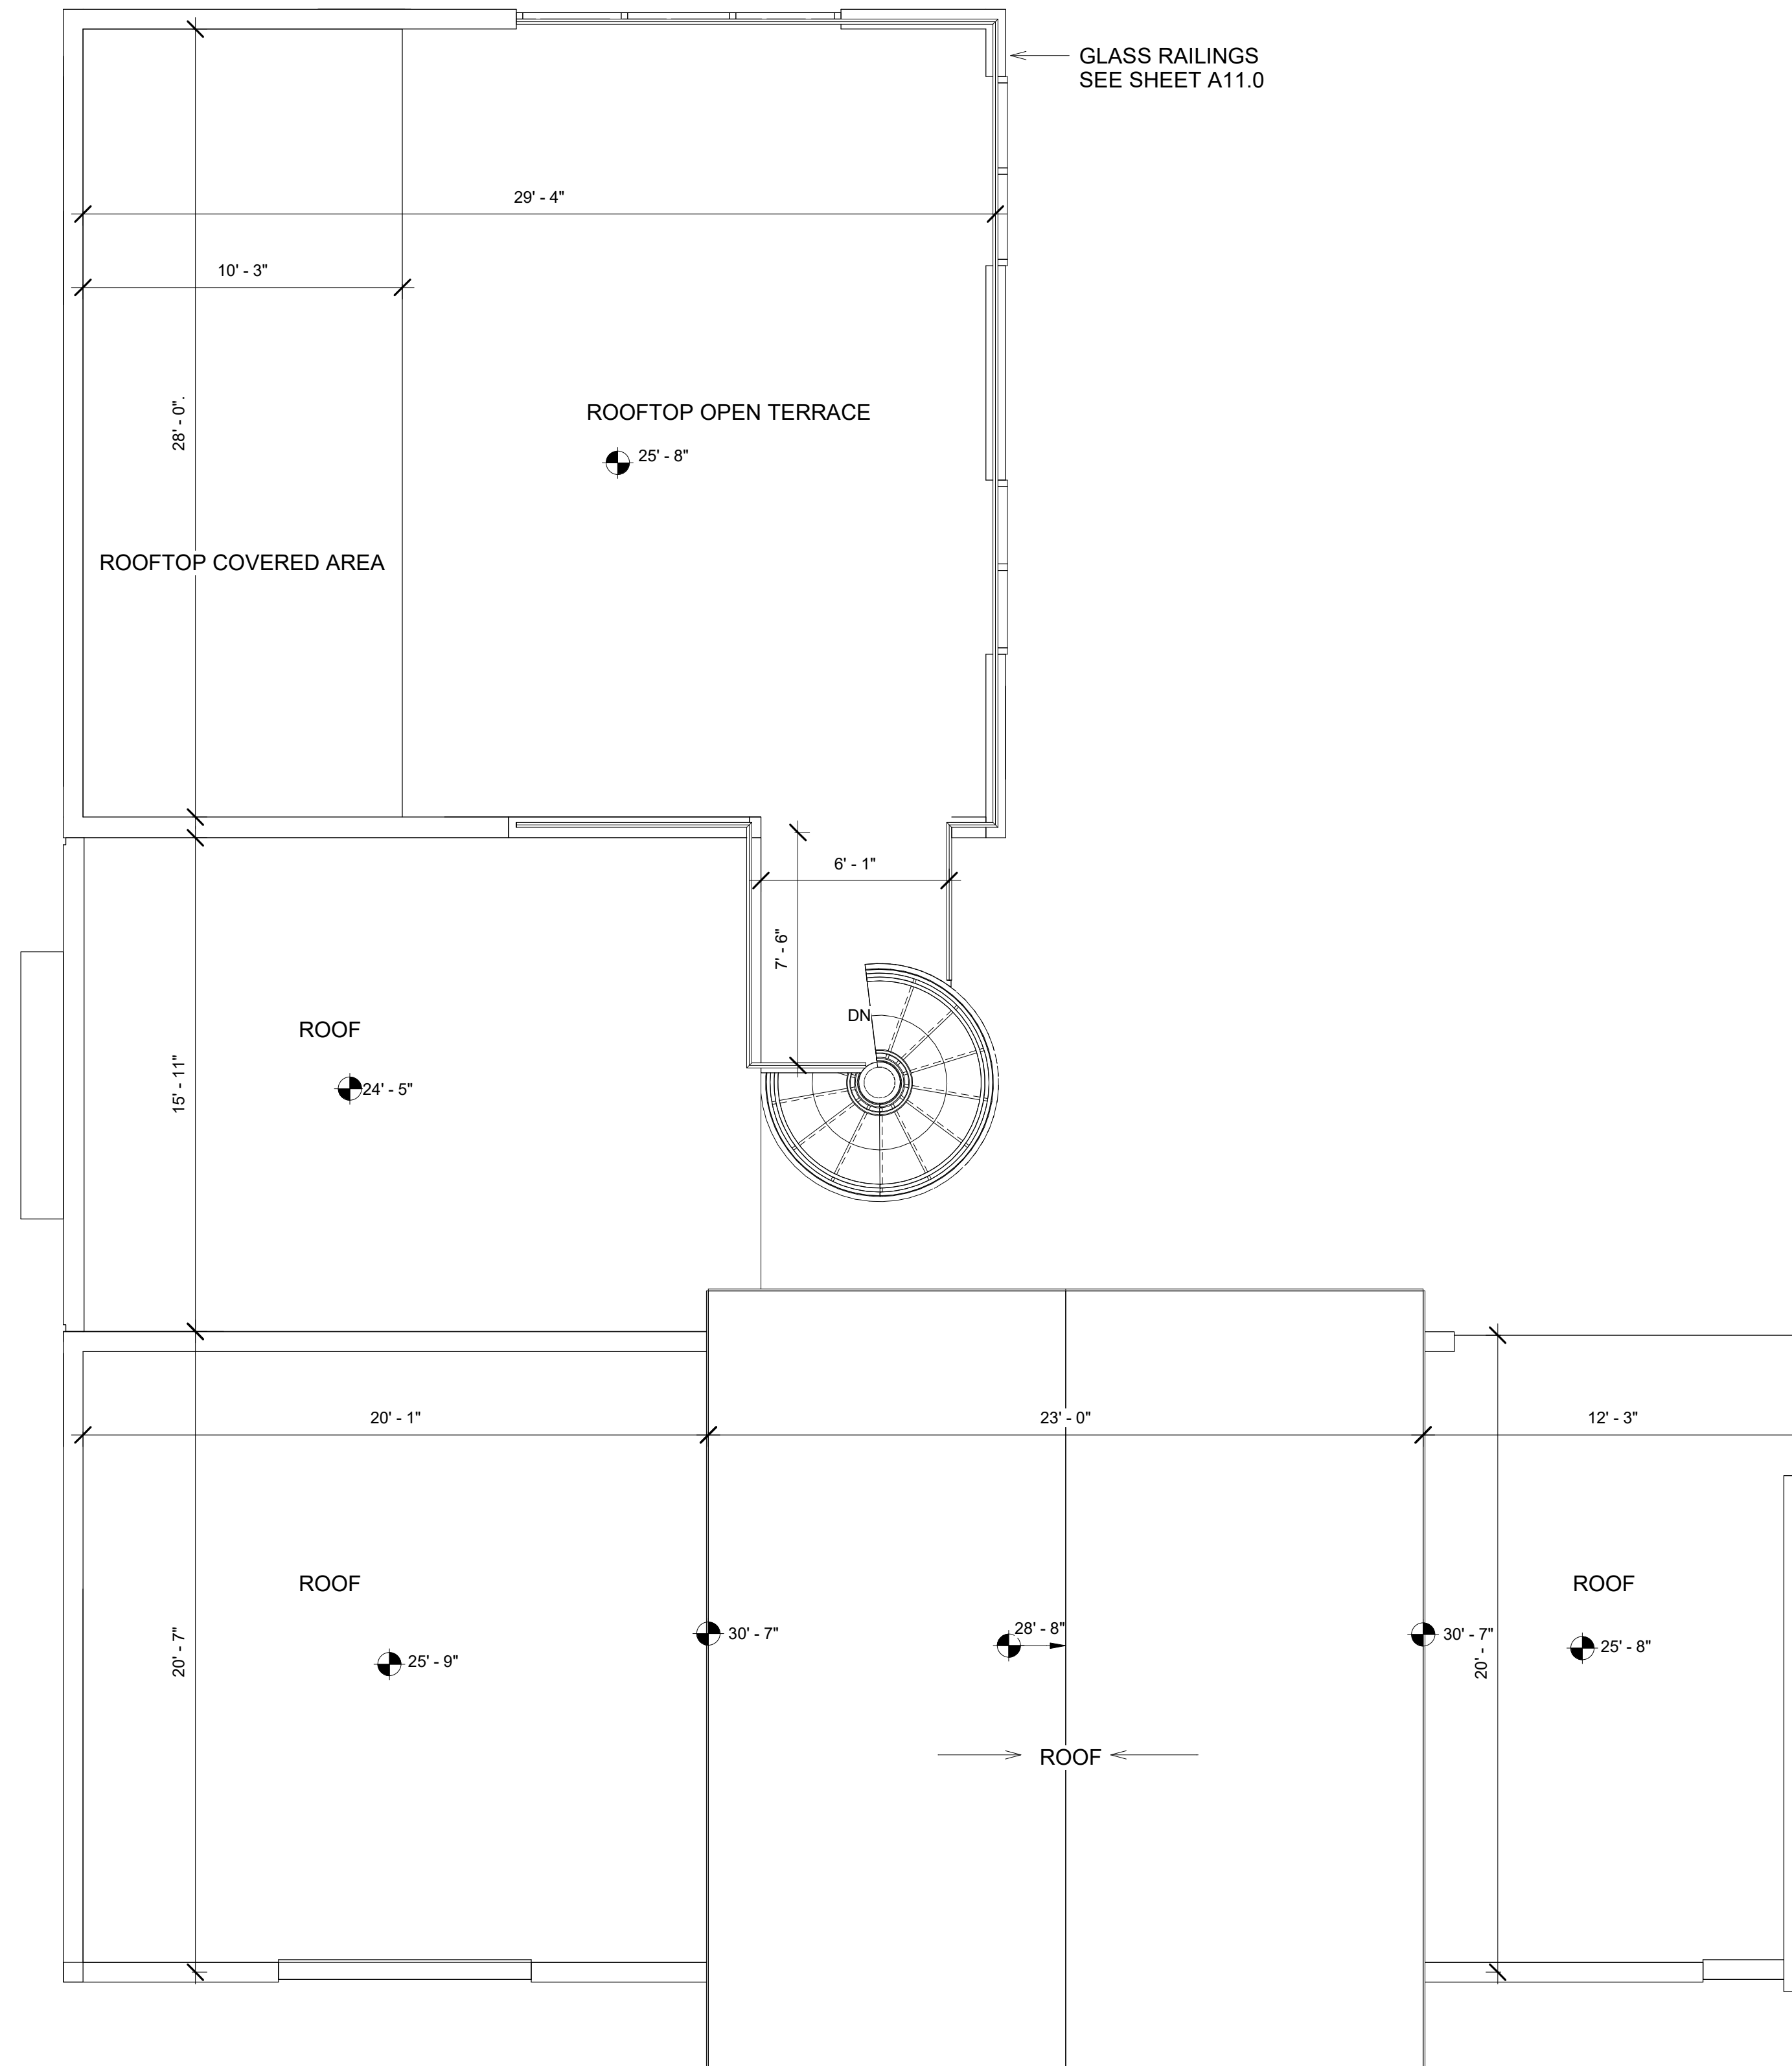 GLASS RAILINGS
SEE SHEET A11.0
29' - 4"
10' - 3"
28' - 0".
ROOFTOP OPEN TERRACE
25' - 8"
ROOFTOP COVERED AREA
6' - 1"
7' - 6"
DN
ROOF
15' - 11"
24' - 5"
20' - 1"
23' - 0"
12' - 3"
ROOF
ROOF
20' - 7"
25' - 9"
30' - 7"
28' - 8"
30' - 7"
20' -
25' - 8"
ROOF